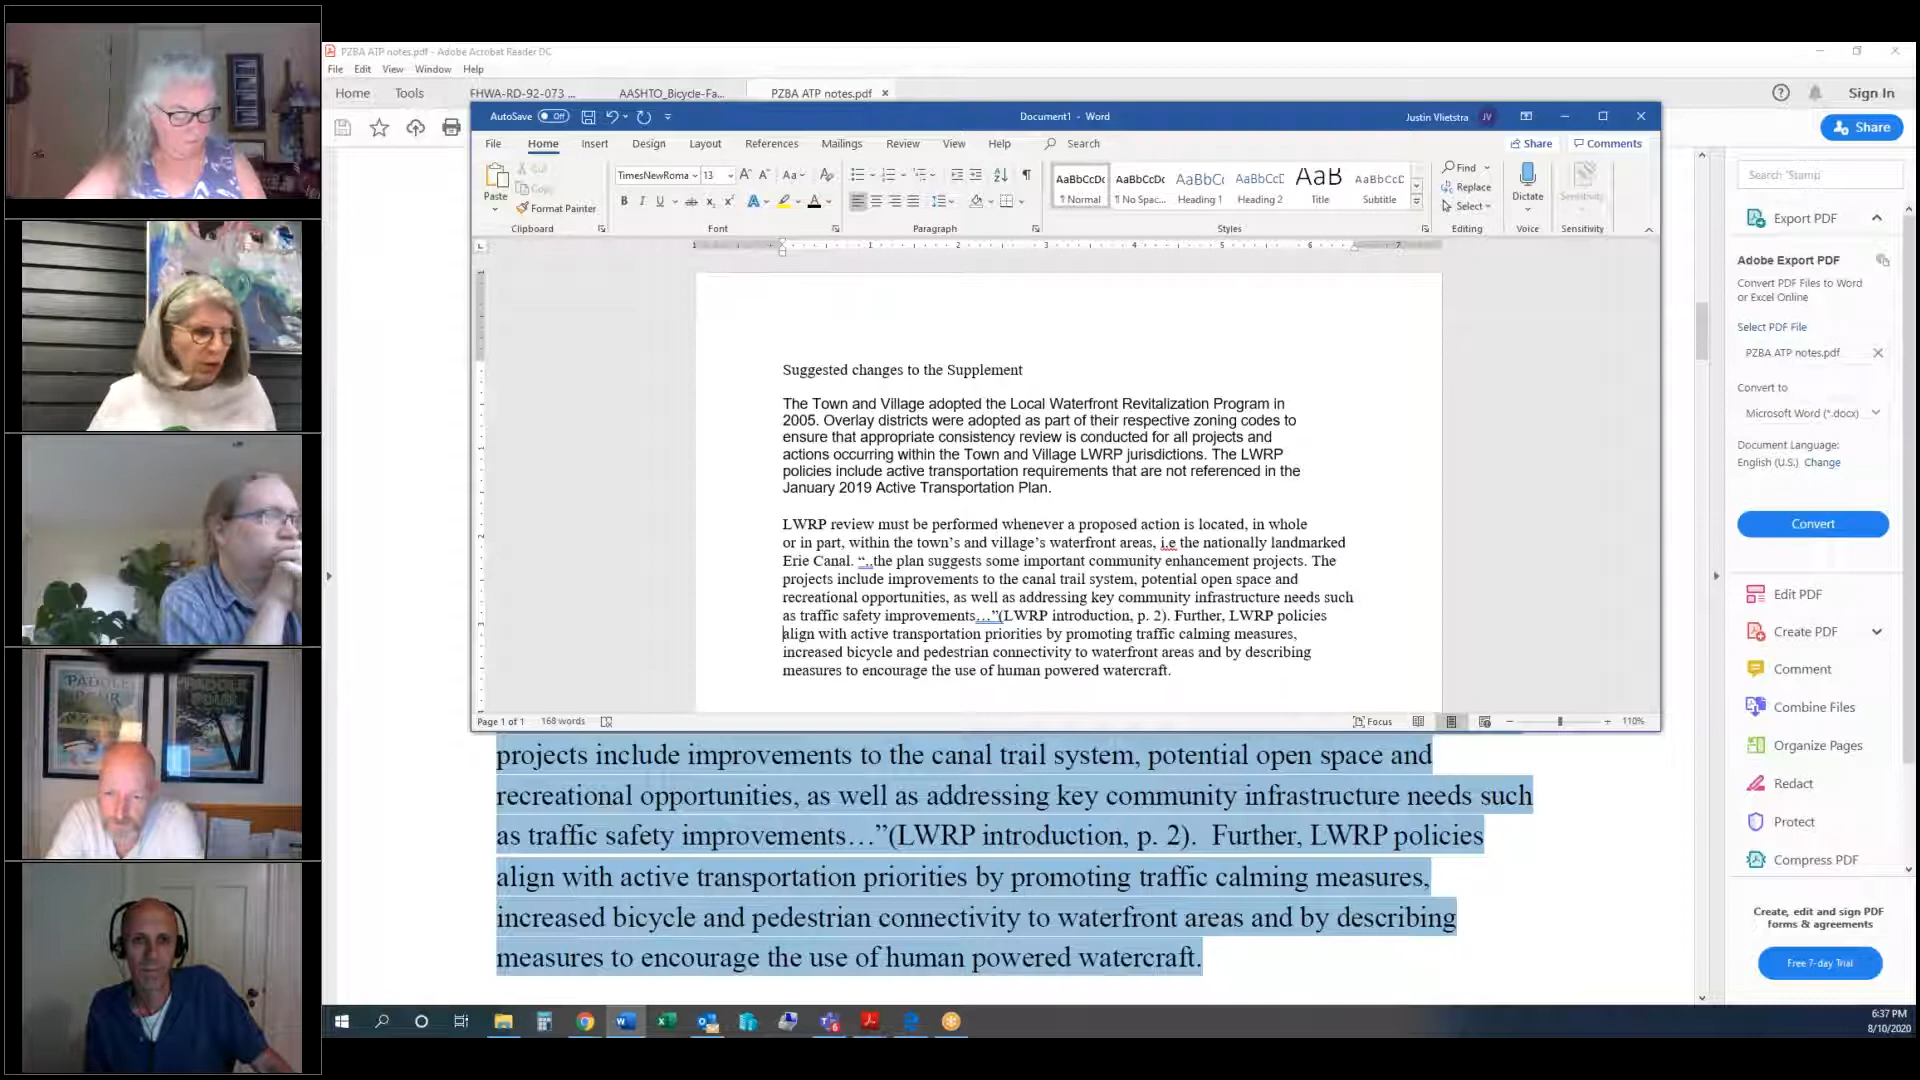 PZBA ATP notes.pdf - Adobe Acrobat Reader DC
File Edit View Window Help
Home Tools FHWA-RD-92-073 ... AASHTO_Bicycle-Fa... PZBA ATP notes.pdf × Sign In
Share
AutoSave Off Document1 - Word Justin Vlietstra JV
File Home Insert Design Layout References Mailings Review View Help Search Share Comments
Paste Cut Copy Format Painter
TimesNewRoma 13
AaBbCcDc AaBbCcDc AaBbCc AaBbCcD AaB AaBbCcD
¶ Normal ¶ No Spac... Heading 1 Heading 2 Title Subtitle
Find
Replace
Select
Dictate Sensitivity
Clipboard Font Paragraph Styles Editing Voice Sensitivity
Suggested changes to the Supplement
The Town and Village adopted the Local Waterfront Revitalization Program in
2005. Overlay districts were adopted as part of their respective zoning codes to
ensure that appropriate consistency review is conducted for all projects and
actions occurring within the Town and Village LWRP jurisdictions. The LWRP
policies include active transportation requirements that are not referenced in the
January 2019 Active Transportation Plan.
LWRP review must be performed whenever a proposed action is located, in whole
or in part, within the town’s and village’s waterfront areas, i.e the nationally landmarked
Erie Canal. “..the plan suggests some important community enhancement projects. The
projects include improvements to the canal trail system, potential open space and
recreational opportunities, as well as addressing key community infrastructure needs such
as traffic safety improvements…”(LWRP introduction, p. 2). Further, LWRP policies
align with active transportation priorities by promoting traffic calming measures,
increased bicycle and pedestrian connectivity to waterfront areas and by describing
measures to encourage the use of human powered watercraft.
Page 1 of 1 168 words Focus 110%
projects include improvements to the canal trail system, potential open space and
recreational opportunities, as well as addressing key community infrastructure needs such
as traffic safety improvements…”(LWRP introduction, p. 2). Further, LWRP policies
align with active transportation priorities by promoting traffic calming measures,
increased bicycle and pedestrian connectivity to waterfront areas and by describing
measures to encourage the use of human powered watercraft.
Search 'Stamp'
Export PDF
Adobe Export PDF
Convert PDF Files to Word
or Excel Online
Select PDF File
PZBA ATP notes.pdf
Convert to
Microsoft Word (*.docx)
Document Language:
English (U.S.) Change
Convert
Edit PDF
Create PDF
Comment
Combine Files
Organize Pages
Redact
Protect
Compress PDF
Create, edit and sign PDF
forms & agreements
Free 7-day Trial
6:37 PM
8/10/2020
PADDLE
POUR
PADDLE
POUR